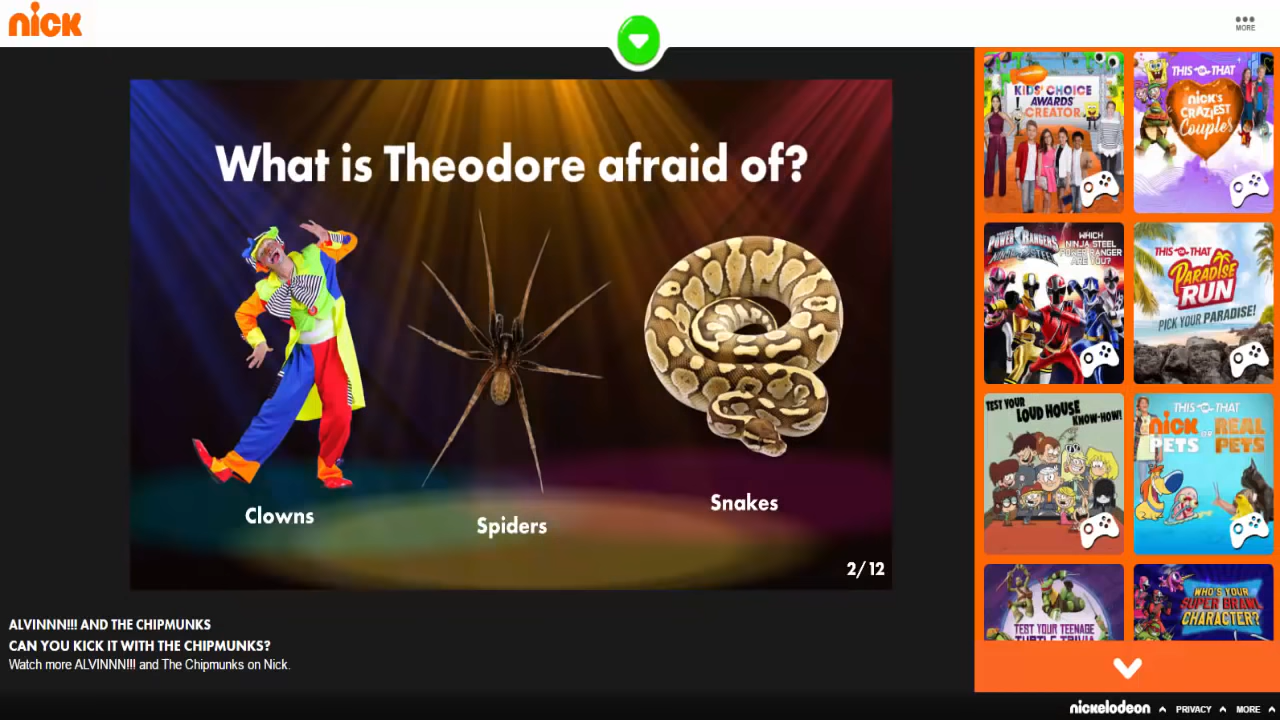 nick
MORE
What is Theodore afraid of?
Clowns
Spiders
Snakes
2/12
ALVINNN!!! AND THE CHIPMUNKS
CAN YOU KICK IT WITH THE CHIPMUNKS?
Watch more ALVINNN!!! and The Chipmunks on Nick.
KIDS' CHOICE
AWARDS
CREATOR
THIS OR THAT
nick's
CRAZIEST
Couples
POWER RANGERS
NINJA STEEL
WHICH
NINJA STEEL
POWER RANGER
ARE YOU?
THIS OR THAT
PARADISE
RUN
PICK YOUR PARADISE!
TEST YOUR
LOUD HOUSE
KNOW-HOW!
THIS OR THAT
nick
PETS
OR
REAL
PETS
TEST YOUR TEENAGE
TURTLE TRIVIA
WHO'S YOUR
SUPER BRAWL
CHARACTER?
nickelodeon
PRIVACY
MORE